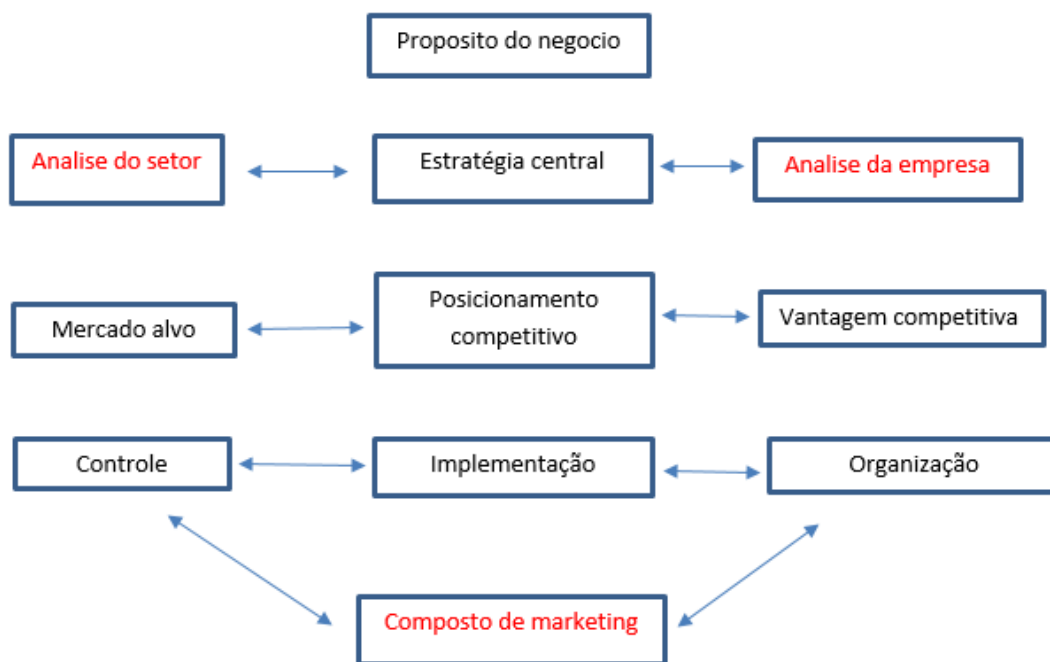 Proposito do negocio
Analise do setor
Estratégia central
Analise da empresa
Mercado alvo
Posicionamento
competitivo
Vantagem competitiva
Controle
Implementação
Organização
Composto de marketing